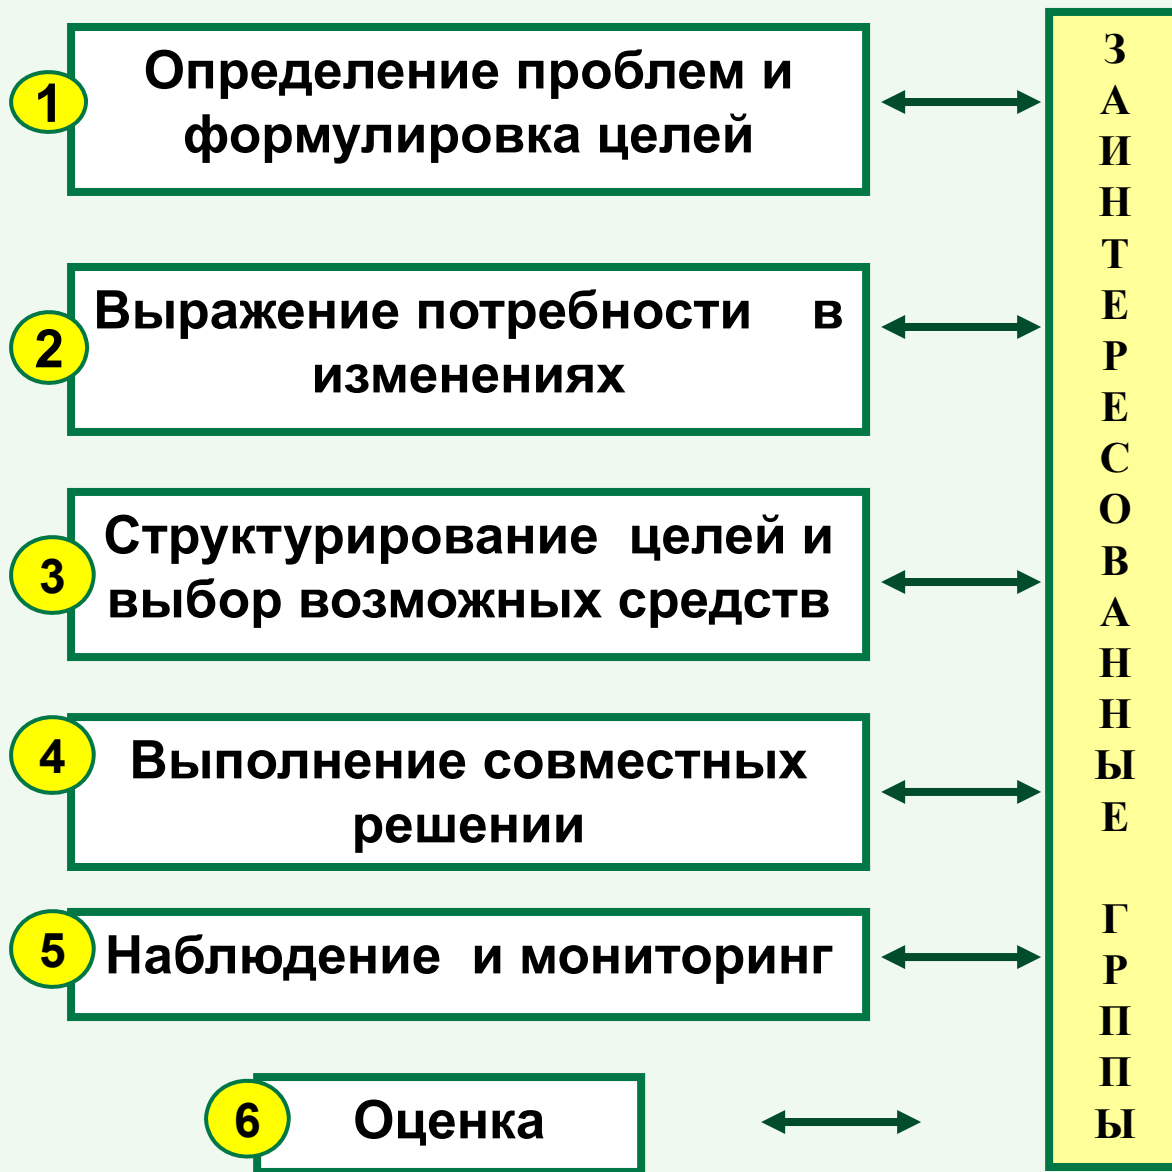 1
Определение проблем и
формулировка целей
2
Выражение потребности в
изменениях
3
Структурирование целей и
выбор возможных средств
4
Выполнение совместных
решении
5
Наблюдение и мониторинг
6
Оценка
З
А
И
Н
Т
Е
Р
Е
С
О
В
А
Н
Н
Ы
Е
Г
Р
П
П
Ы